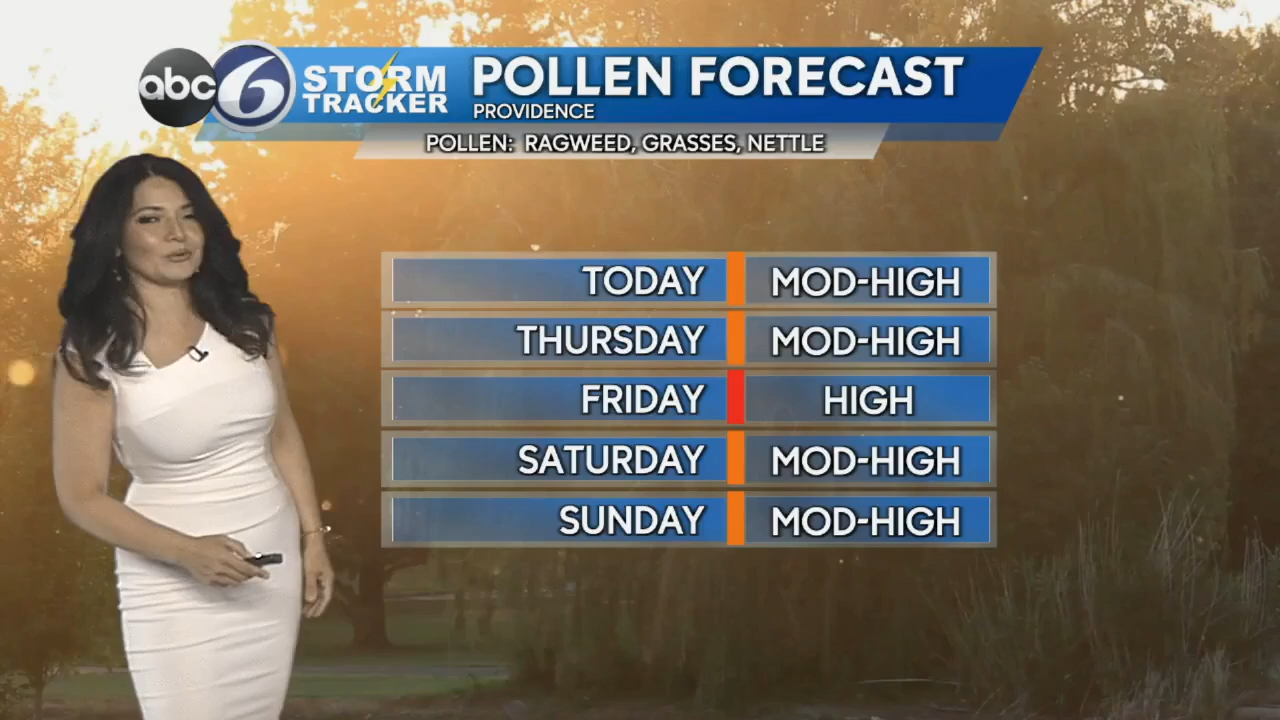 abc 6 STORM TRACKER
POLLEN FORECAST
PROVIDENCE
POLLEN: RAGWEED, GRASSES, NETTLE
TODAY MOD-HIGH
THURSDAY MOD-HIGH
FRIDAY HIGH
SATURDAY MOD-HIGH
SUNDAY MOD-HIGH